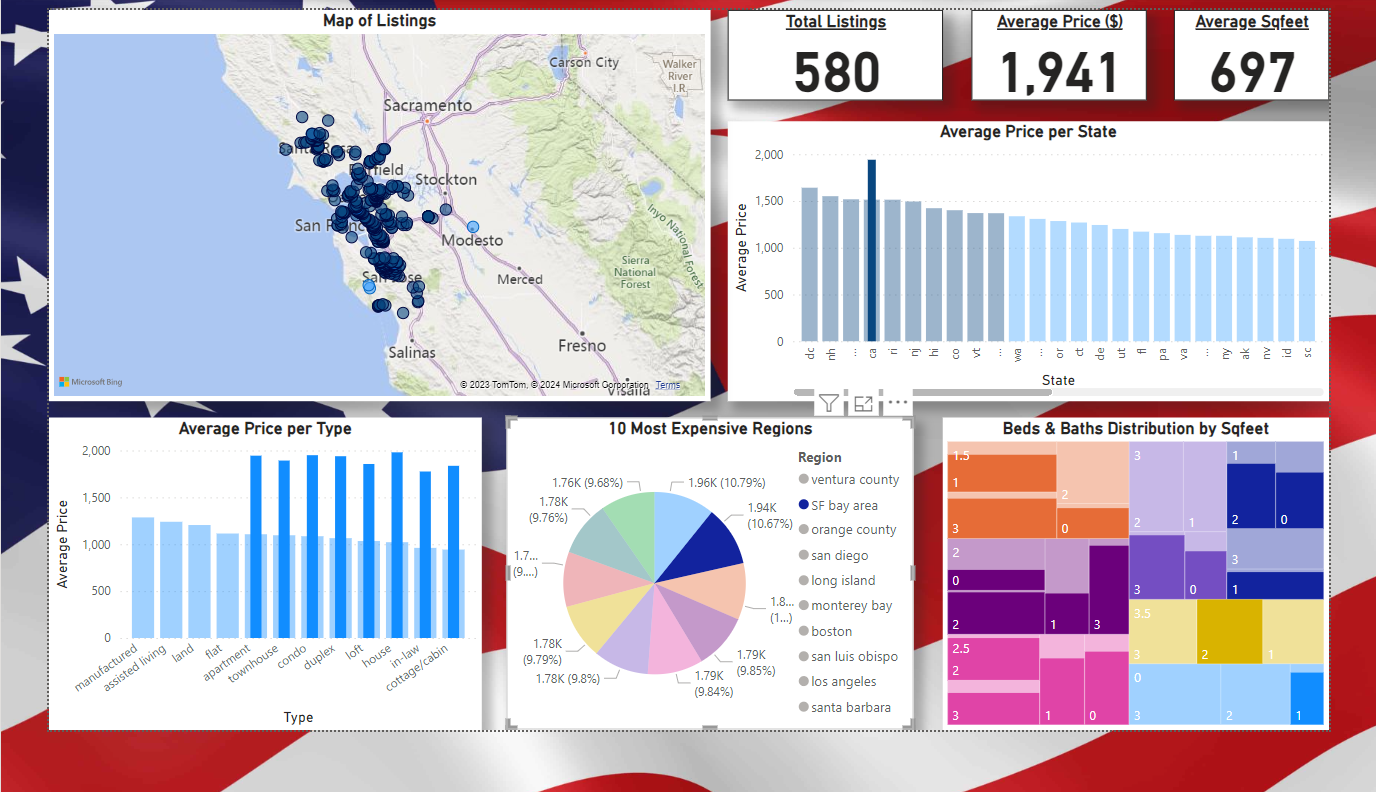 Map of Listings
Carson City
Walker
River
I.R.
Sacramento
Santa Rosa
Fairfield
Stockton
San Franc
Modesto
San Jose
Merced
Sierra
National
Forest
Inyo National Forest
Salinas
Fresno
Visalia
Microsoft Bing
© 2023 TomTom, © 2024 Microsoft Corporation Terms
Total Listings
580
Average Price ($)
1,941
Average Sqfeet
697
Average Price per State
Average Price
2,000
1,500
1,000
500
0
dc nh ... ca ri nj hi co vt ... wa ... or ct de ut fl pa va ... ny ak nv id sc
State
Average Price per Type
Average Price
2,000
1,500
1,000
500
0
manufactured
assisted living
land
flat
apartment
townhouse
condo
duplex
loft
house
in-law
cottage/cabin
Type
10 Most Expensive Regions
1.96K (10.79%)
1.94K
(10.67%)
1.8...
(1...)
1.79K
(9.85%)
1.79K
(9.84%)
1.78K (9.8%)
1.78K
(9.79%)
1.7...
(9....)
1.78K
(9.76%)
1.76K (9.68%)
Region
ventura county
SF bay area
orange county
san diego
long island
monterey bay
boston
san luis obispo
los angeles
santa barbara
Beds & Baths Distribution by Sqfeet
1.5
1
2
3
0
2
0
2
1
3
2.5
2
3
1
0
3
2
1
3
0
1
2
0
3
1
3.5
3
2
1
0
3
2
1